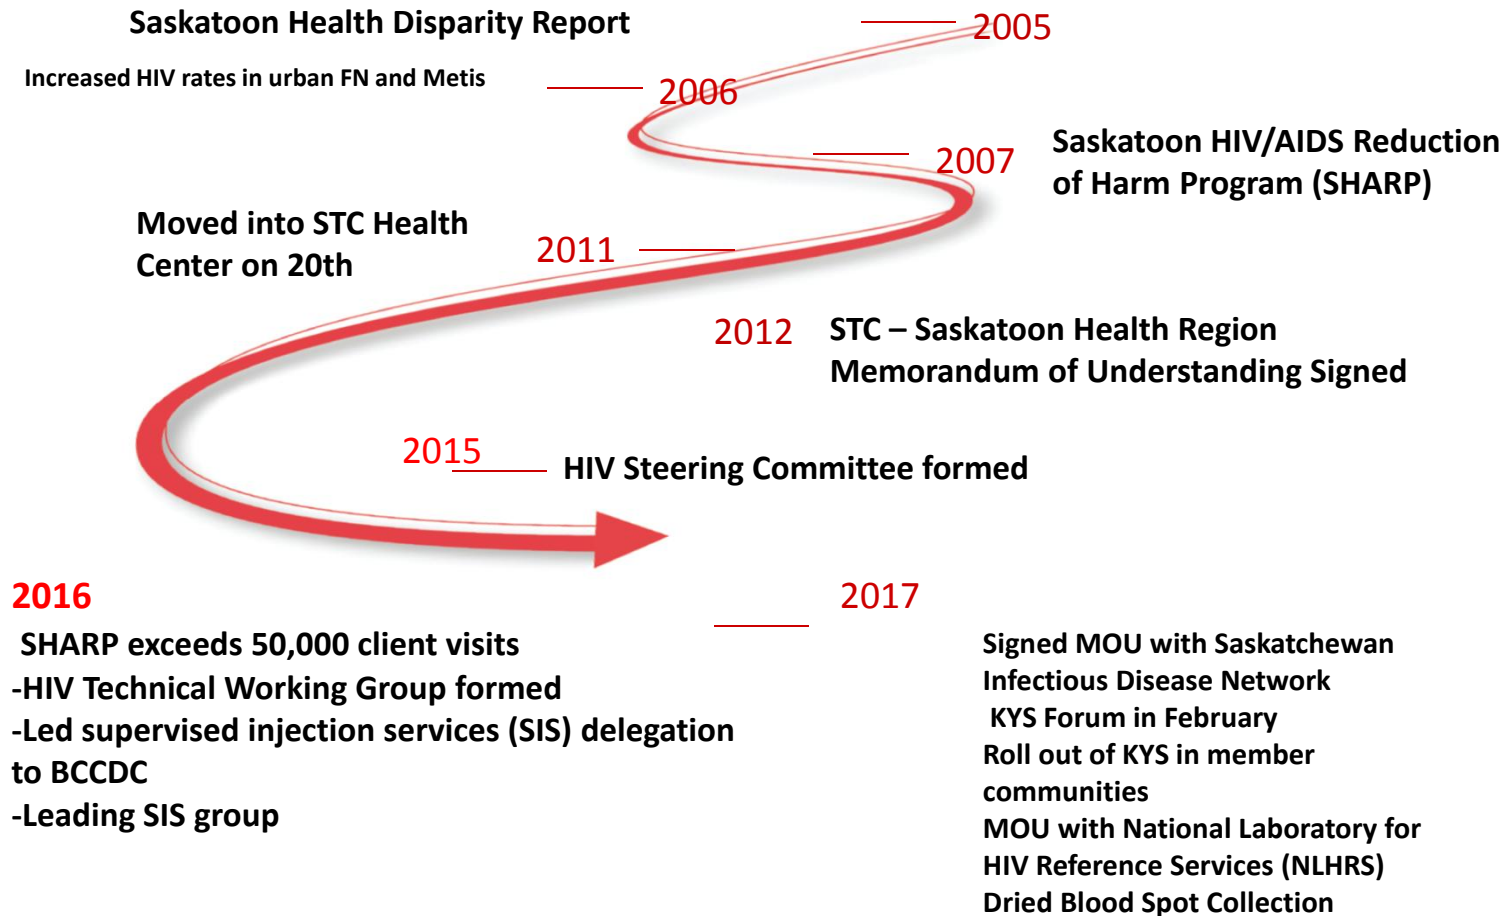 Saskatoon Health Disparity Report
2005
Increased HIV rates in urban FN and Metis
2006
2007
Saskatoon HIV/AIDS Reduction
of Harm Program (SHARP)
Moved into STC Health
Center on 20th
2011
2012
STC – Saskatoon Health Region
Memorandum of Understanding Signed
2015
HIV Steering Committee formed
2016
SHARP exceeds 50,000 client visits
-HIV Technical Working Group formed
-Led supervised injection services (SIS) delegation
to BCCDC
-Leading SIS group
2017
Signed MOU with Saskatchewan
Infectious Disease Network
KYS Forum in February
Roll out of KYS in member
communities
MOU with National Laboratory for
HIV Reference Services (NLHRS)
Dried Blood Spot Collection